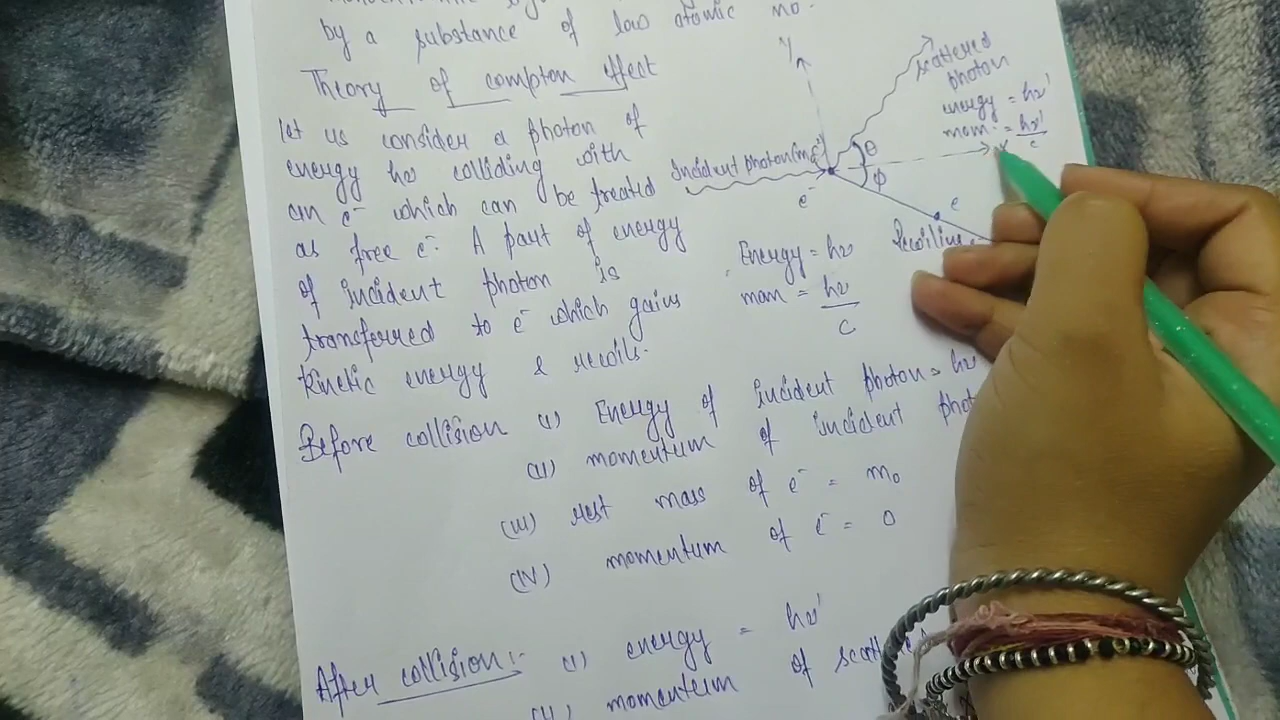 by a substance of low atomic no.
Theory of compton effect
let us consider a photon of
energy hν colliding with
an e⁻ which can be treated
as free e⁻. A part of energy
of incident photon is
transferred to e⁻ which gains
kinetic energy & recoils.
Y
scattered
photon
energy = hν'
mom. = hν'/c
Incident photon
θ
φ
e⁻
e
Energy = hν
mom = hν/c
Before collision (i) Energy of incident photon = hν
(ii) momentum of incident
(iii) rest mass of e⁻ = m₀
(iv) momentum of e⁻ = 0
After collision :- (i) energy = hν'
(ii) momentum of